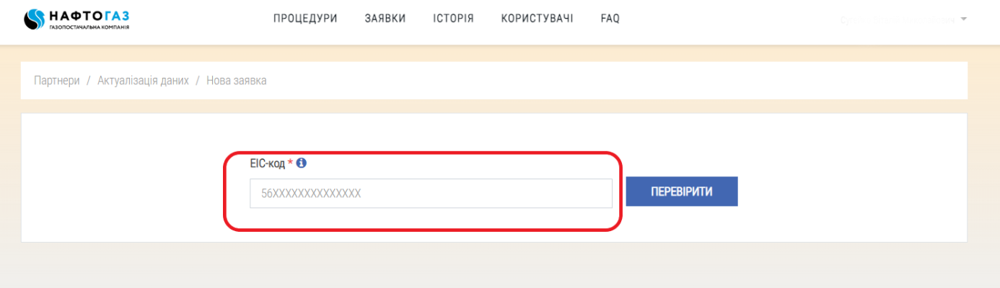 НАФТОГАЗ
ГАЗОПОСТАЧАЛЬНА КОМПАНІЯ
ПРОЦЕДУРИ ЗАЯВКИ ІСТОРІЯ КОРИСТУВАЧІ FAQ
Партнери / Актуалізація даних / Нова заявка
EIC-код *
56XXXXXXXXXXXXXX
ПЕРЕВІРИТИ